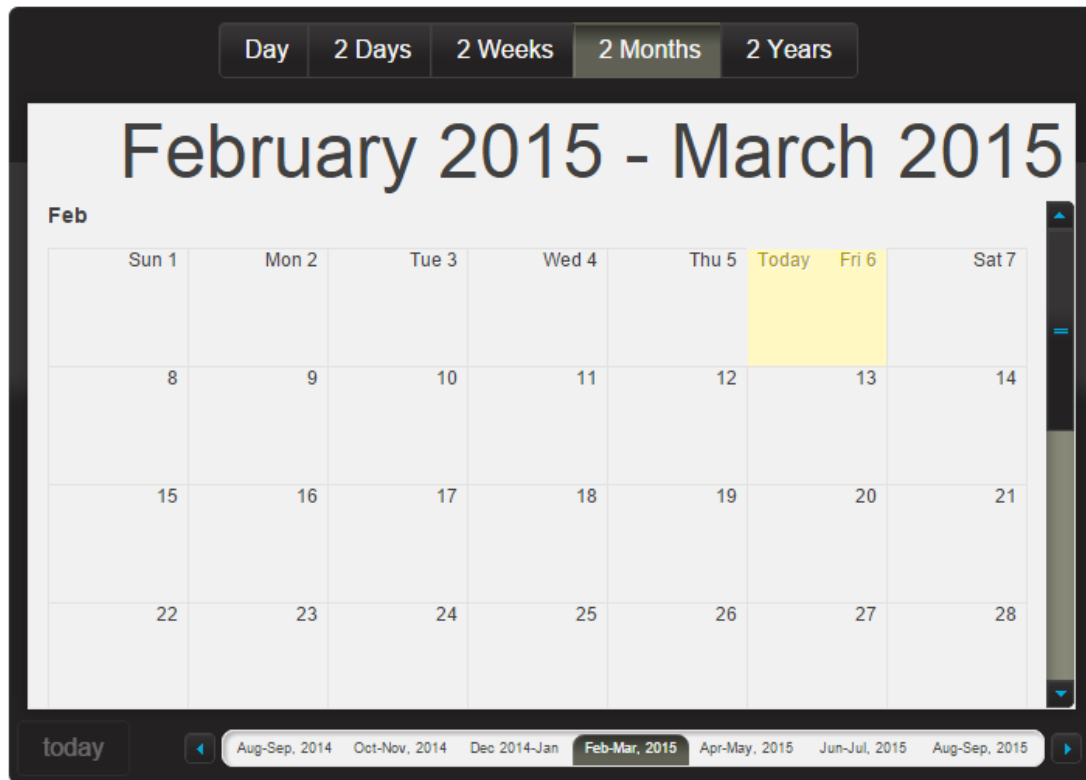 Day 2 Days 2 Weeks 2 Months 2 Years
February 2015 - March 2015
Feb
Sun 1 Mon 2 Tue 3 Wed 4 Thu 5 Today Fri 6 Sat 7
8 9 10 11 12 13 14
15 16 17 18 19 20 21
22 23 24 25 26 27 28
today Aug-Sep, 2014 Oct-Nov, 2014 Dec 2014-Jan Feb-Mar, 2015 Apr-May, 2015 Jun-Jul, 2015 Aug-Sep, 2015